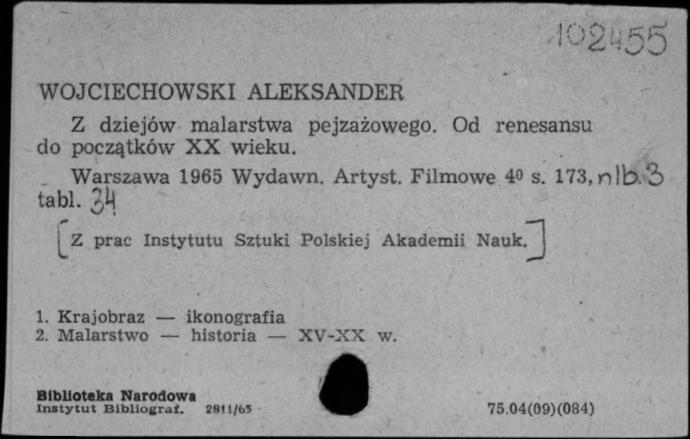 102455
WOJCIECHOWSKI ALEKSANDER
Z dziejów malarstwa pejzażowego. Od renesansu
do początków XX wieku.
Warszawa 1965 Wydawn. Artyst. Filmowe 4⁰ s. 173, nlb. 3
tabl. 34
[Z prac Instytutu Sztuki Polskiej Akademii Nauk.]
1. Krajobraz — ikonografia
2. Malarstwo — historia — XV-XX w.
Biblioteka Narodowa
Instytut Bibliograf. 2811/65
75.04(09)(084)